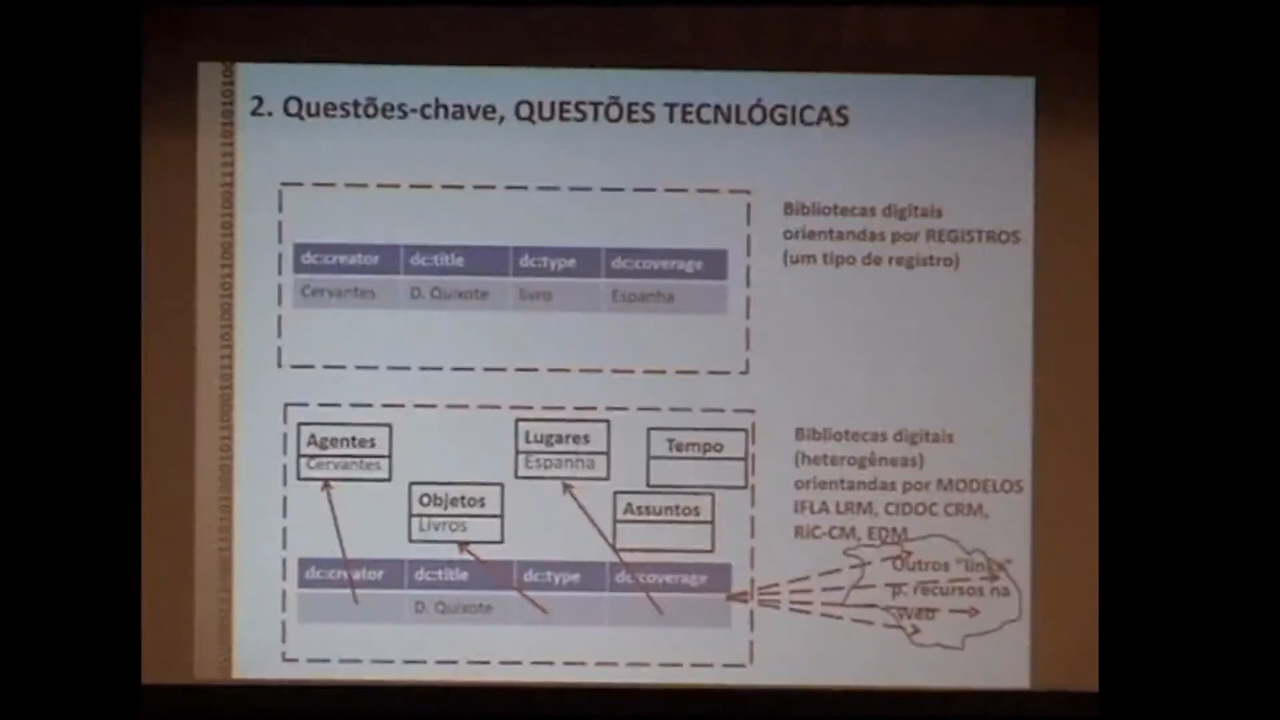 2. Questões-chave, QUESTÕES TECNLÓGICAS
Bibliotecas digitais
orientandas por REGISTROS
(um tipo de registro)
dc:creator dc:title dc:type dc:coverage
Cervantes D. Quixote livro Espanha
Agentes
Cervantes
Lugares
Espanha
Tempo
Objetos
Livros
Assuntos
dc:creator dc:title dc:type dc:coverage
D. Quixote
Bibliotecas digitais
(heterogêneas)
orientandas por MODELOS
IFLA LRM, CIDOC CRM,
RiC-CM, EDM
Outros "links"
p. recursos na
Web